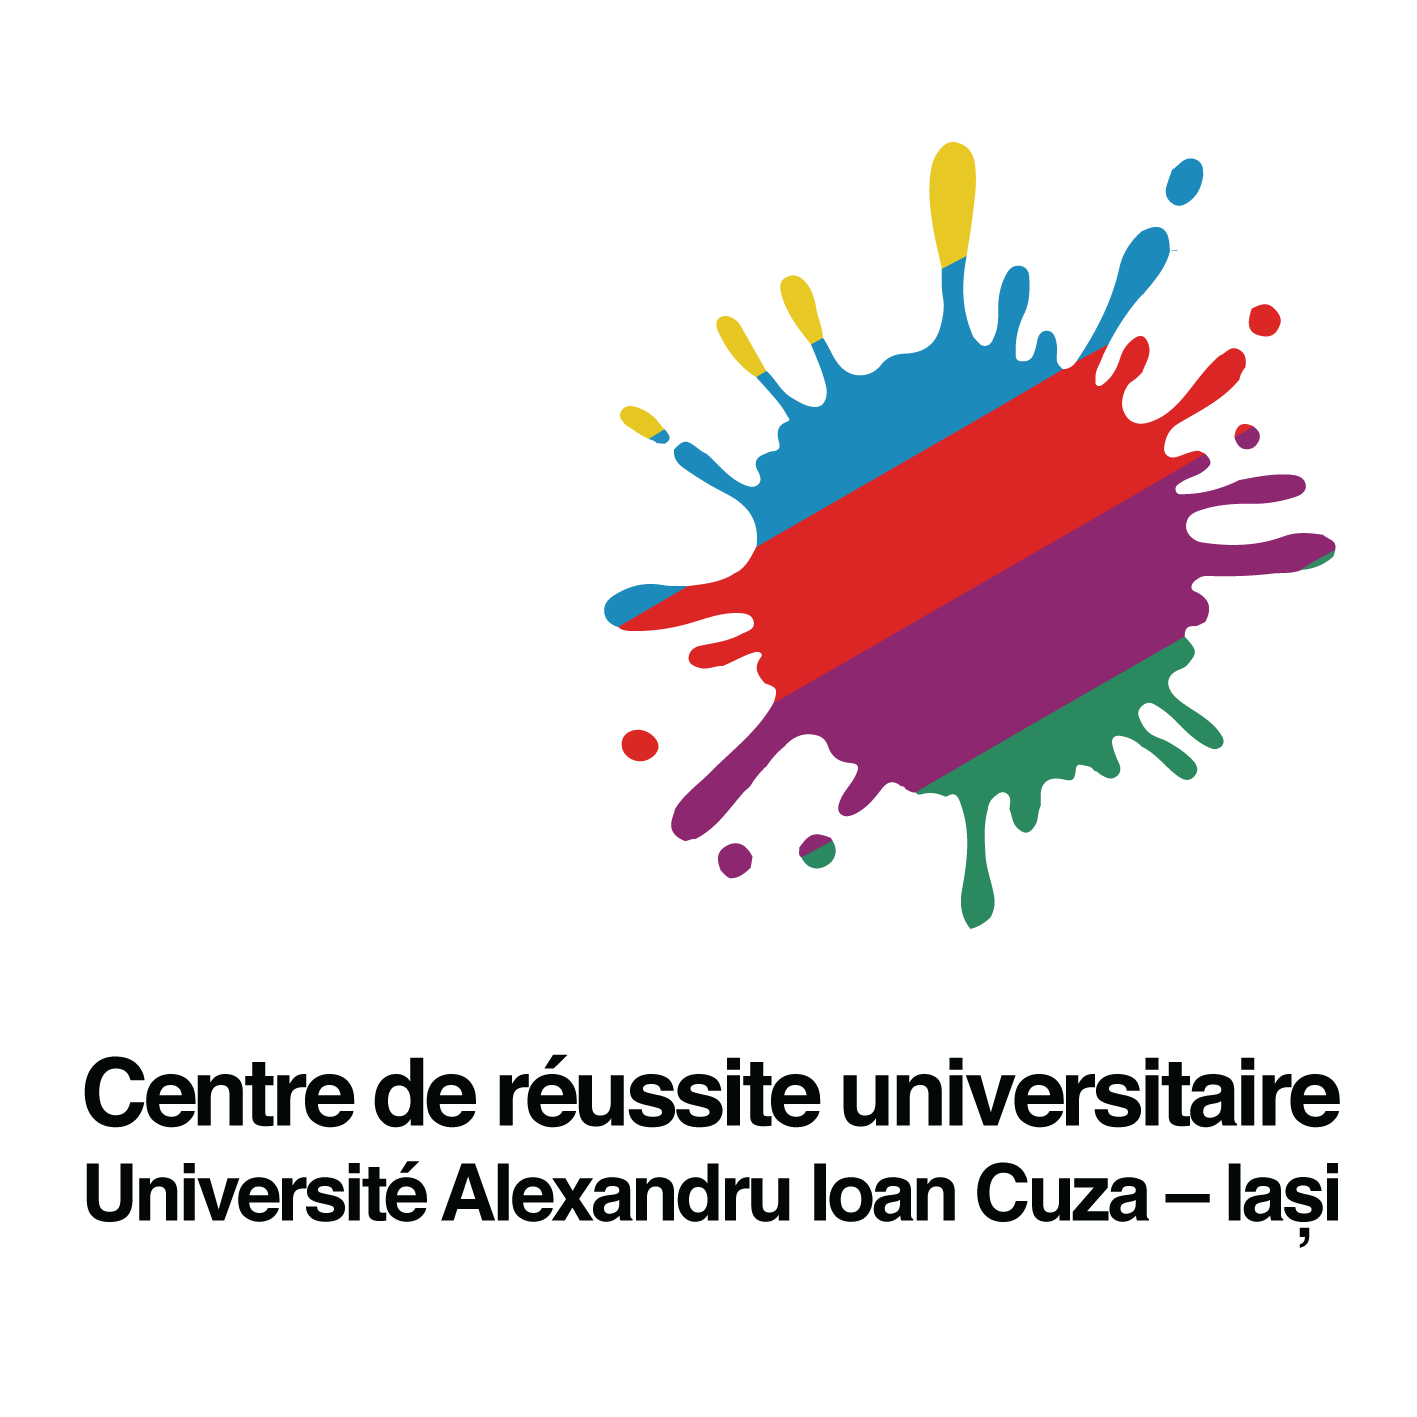 Centre de réussite universitaire
Université Alexandru Ioan Cuza – Iași